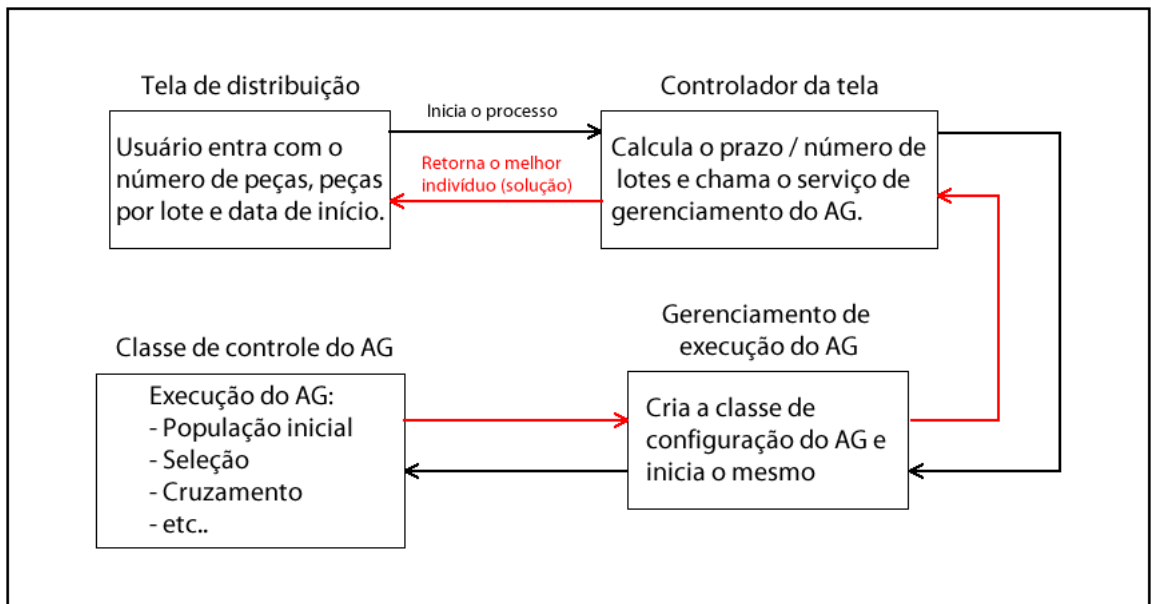 Tela de distribuição
Controlador da tela
Inicia o processo
Usuário entra com o
número de peças, peças
por lote e data de início.
Retorna o melhor
indivíduo (solução)
Calcula o prazo / número de
lotes e chama o serviço de
gerenciamento do AG.
Classe de controle do AG
Gerenciamento de
execução do AG
Execução do AG:
- População inicial
- Seleção
- Cruzamento
- etc..
Cria a classe de
configuração do AG e
inicia o mesmo